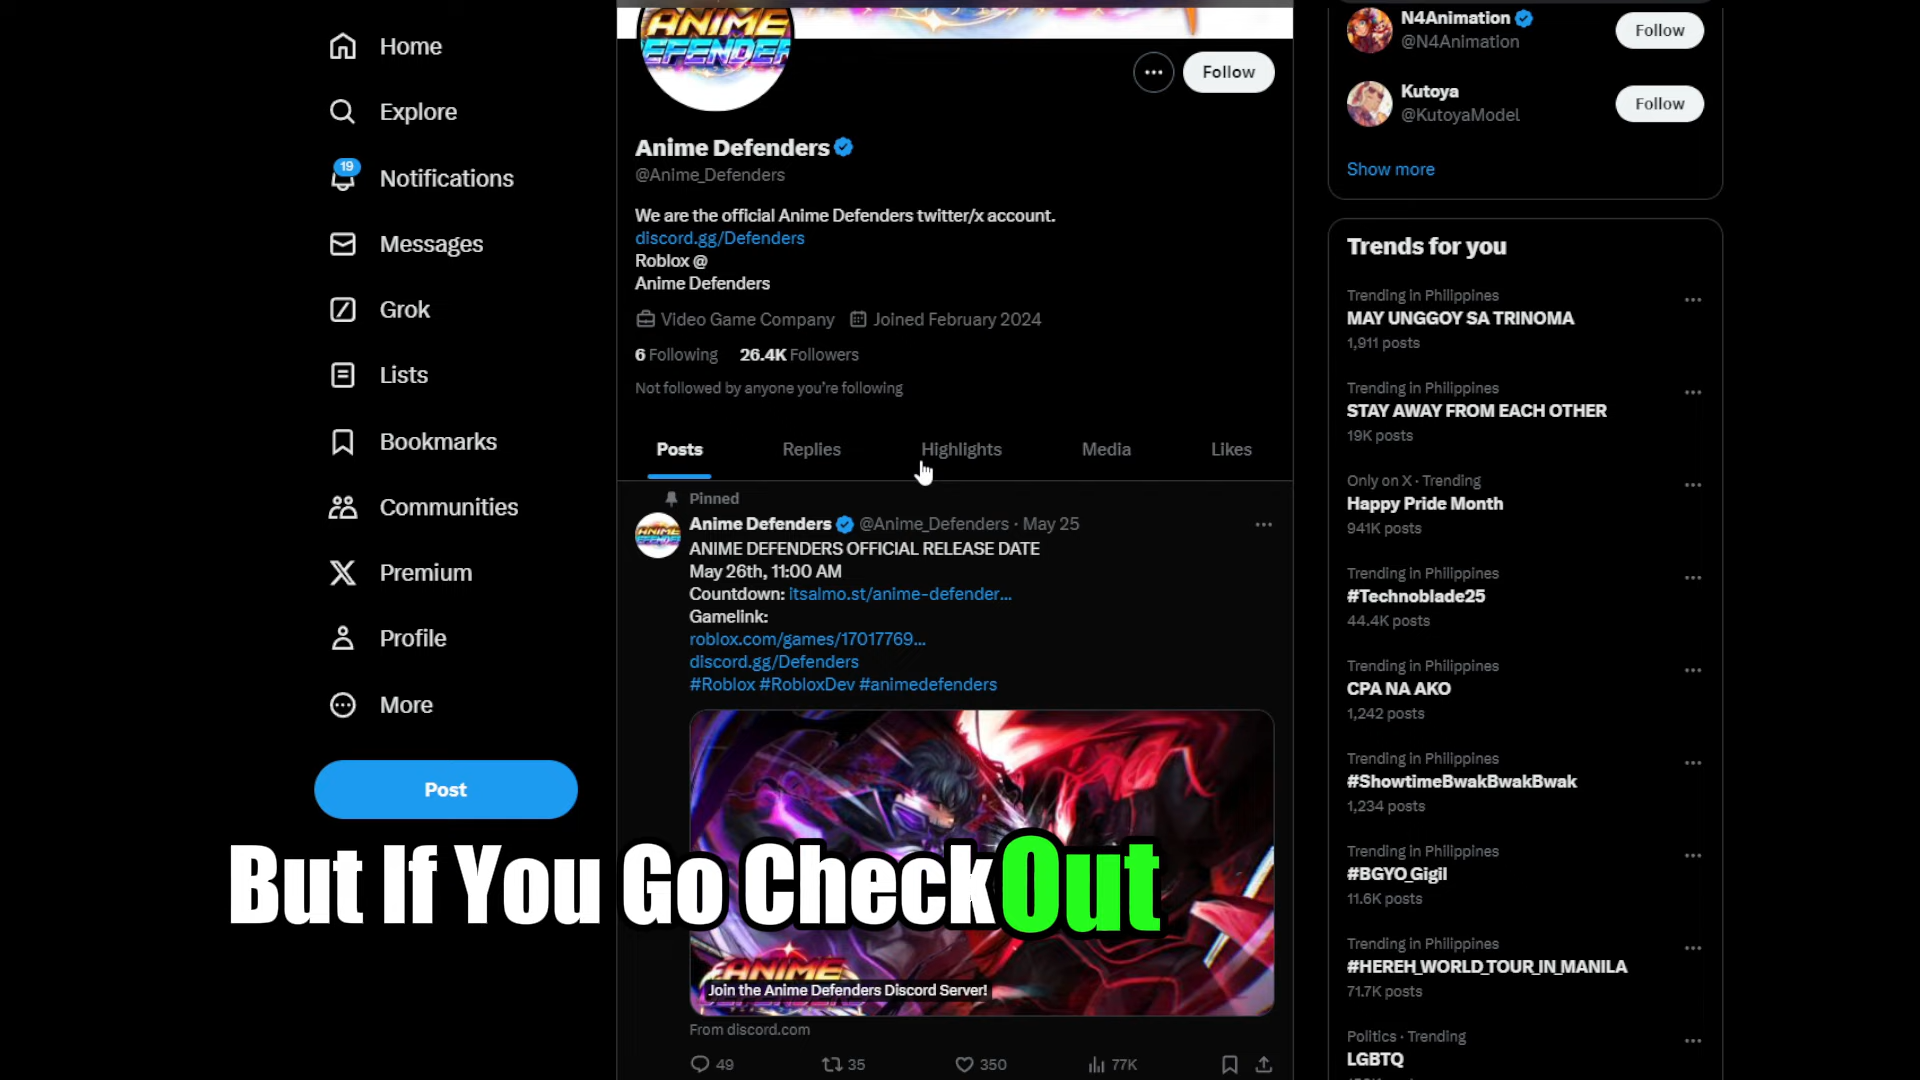 Home
Explore
19
Notifications
Messages
Grok
Lists
Bookmarks
Communities
Premium
Profile
More
Post
ANIME
DEFENDERS
Follow
Anime Defenders
@Anime_Defenders
We are the official Anime Defenders twitter/x account.
discord.gg/Defenders
Roblox @
Anime Defenders
Video Game Company Joined February 2024
6 Following 26.4K Followers
Not followed by anyone you're following
Posts Replies Highlights Media Likes
Pinned
Anime Defenders @Anime_Defenders · May 25
ANIME DEFENDERS OFFICIAL RELEASE DATE
May 26th, 11:00 AM
Countdown: itsalmo.st/anime-defender...
Gamelink:
roblox.com/games/17017769...
discord.gg/Defenders
#Roblox #RobloxDev #animedefenders
But If You Go Check Out
ANIME
Join the Anime Defenders Discord Server!
From discord.com
49 35 350 77K
N4Animation
@N4Animation
Follow
Kutoya
@KutoyaModel
Follow
Show more
Trends for you
Trending in Philippines
MAY UNGGOY SA TRINOMA
1,911 posts
Trending in Philippines
STAY AWAY FROM EACH OTHER
19K posts
Only on X · Trending
Happy Pride Month
941K posts
Trending in Philippines
#Technoblade25
44.4K posts
Trending in Philippines
CPA NA AKO
1,242 posts
Trending in Philippines
#ShowtimeBwakBwakBwak
1,234 posts
Trending in Philippines
#BGYO_Gigil
11.6K posts
Trending in Philippines
#HEREH_WORLD_TOUR_IN_MANILA
71.7K posts
Politics · Trending
LGBTQ